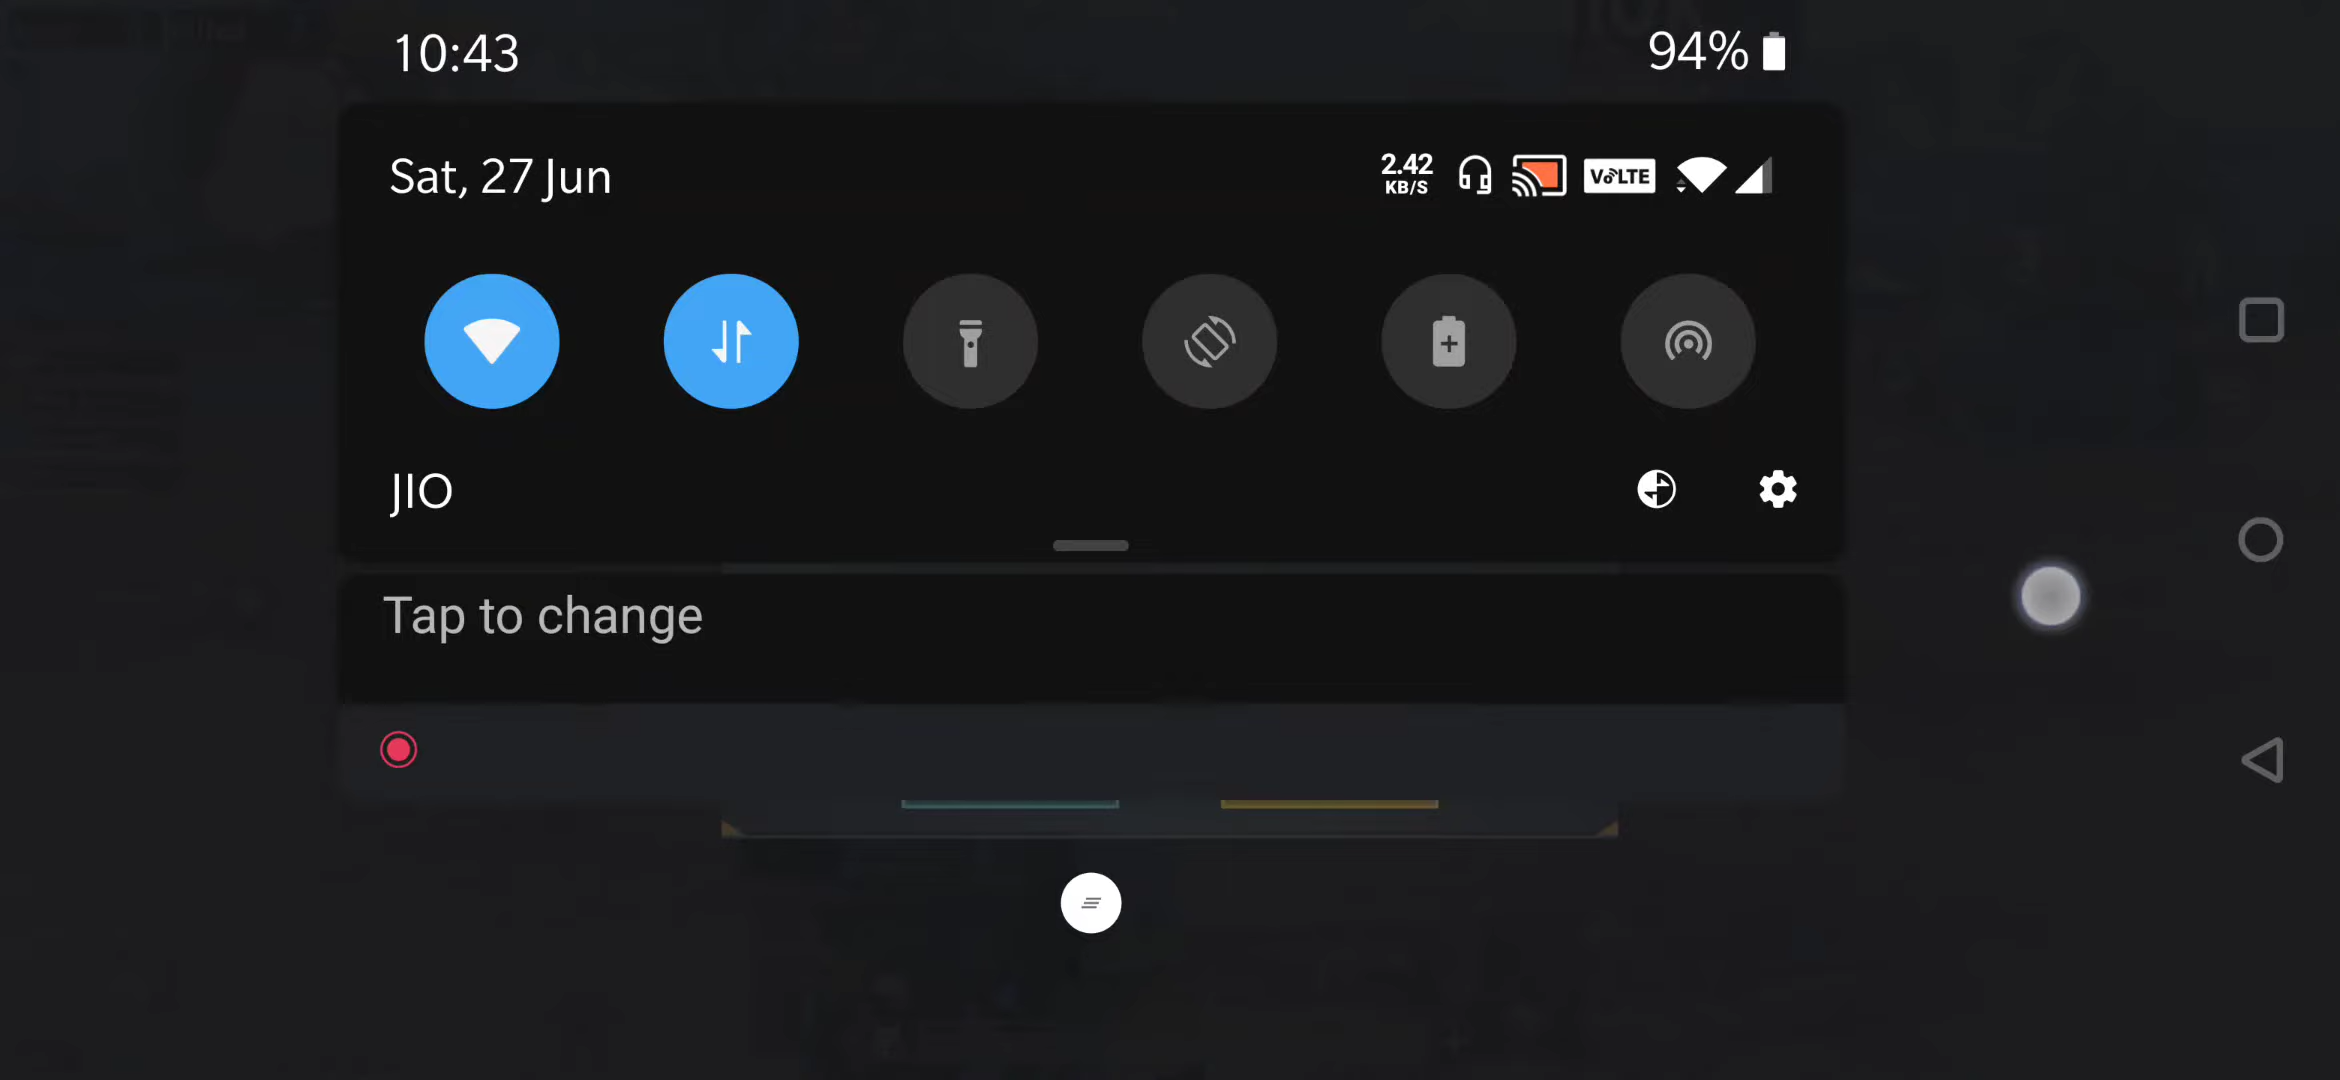 10:43
94%
Sat, 27 Jun
2.42
KB/S
VoLTE
JIO
Tap to change